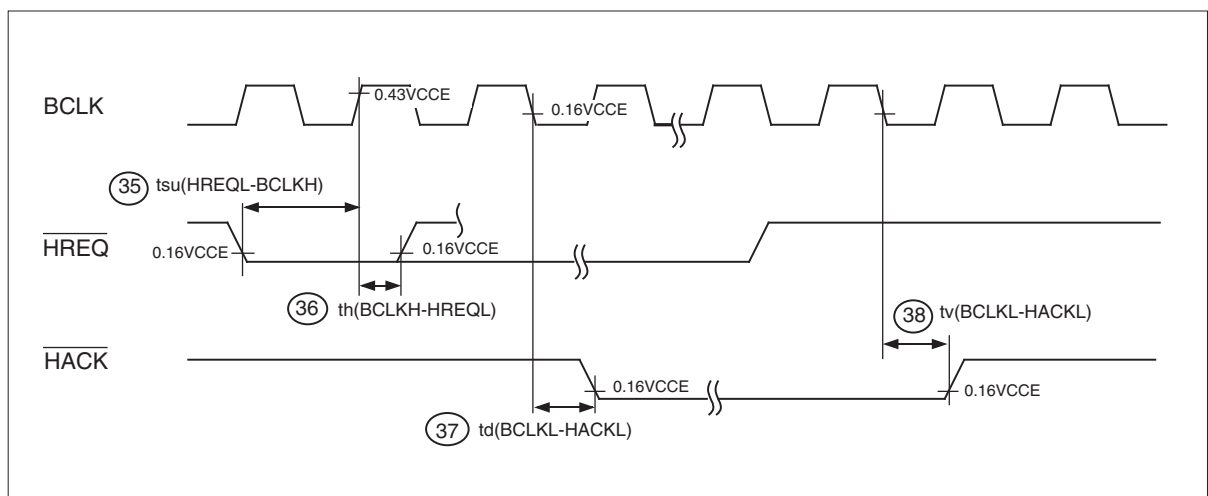 BCLK
0.43VCCE
0.16VCCE
35 tsu(HREQL-BCLKH)
HREQ
0.16VCCE
0.16VCCE
36 th(BCLKH-HREQL)
38 tv(BCLKL-HACKL)
HACK
0.16VCCE
0.16VCCE
37 td(BCLKL-HACKL)